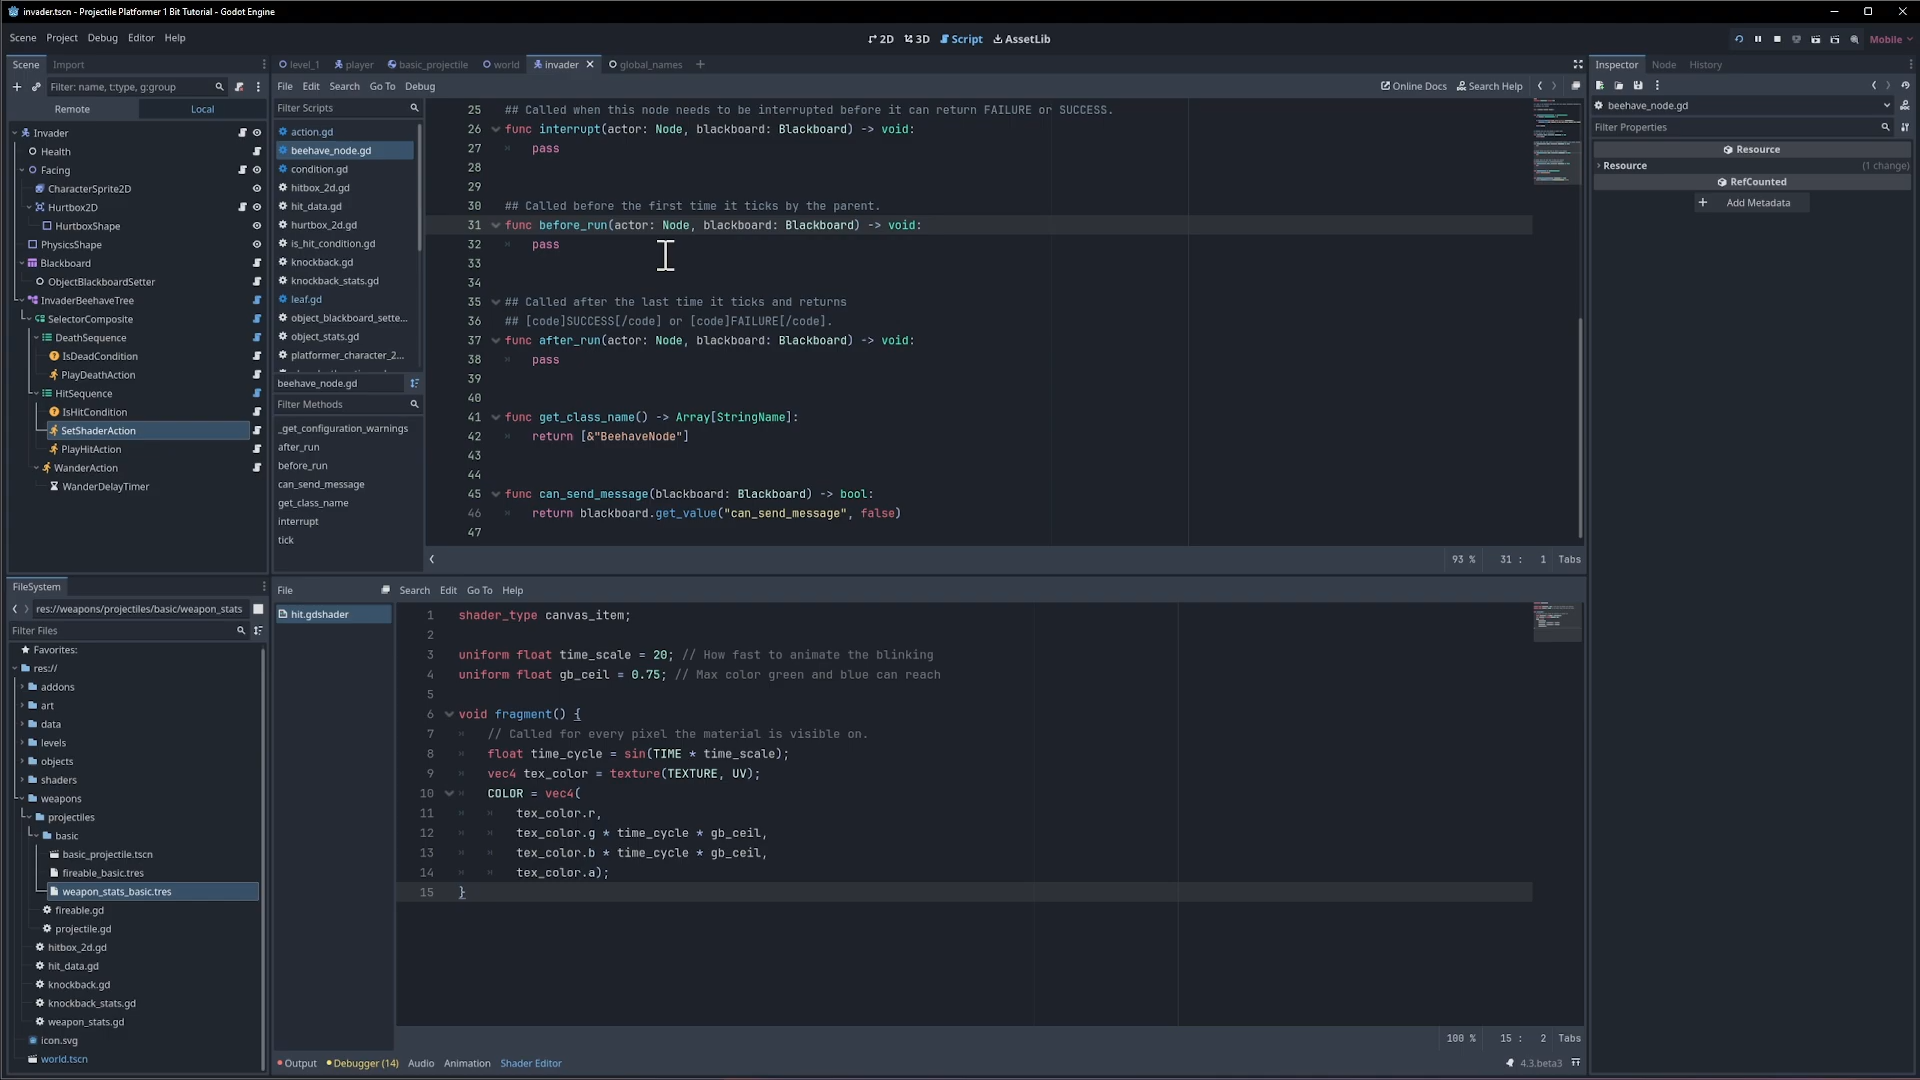 invader.tscn - Projectile Platformer 1 Bit Tutorial - Godot Engine
Scene Project Debug Editor Help
2D 3D Script AssetLib
Mobile
Scene Import
Filter: name, t:type, g:group
Remote Local
Invader
Health
Facing
CharacterSprite2D
Hurtbox2D
HurtboxShape
PhysicsShape
Blackboard
ObjectBlackboardSetter
InvaderBeehaveTree
SelectorComposite
DeathSequence
IsDeadCondition
PlayDeathAction
HitSequence
IsHitCondition
SetShaderAction
PlayHitAction
WanderAction
WanderDelayTimer
level_1 player basic_projectile world invader global_names
File Edit Search Go To Debug
Online Docs Search Help
Filter Scripts
action.gd
beehave_node.gd
condition.gd
hitbox_2d.gd
hit_data.gd
hurtbox_2d.gd
is_hit_condition.gd
knockback.gd
knockback_stats.gd
leaf.gd
object_blackboard_sette...
object_stats.gd
platformer_character_2...
beehave_node.gd
Filter Methods
_get_configuration_warnings
after_run
before_run
can_send_message
get_class_name
interrupt
tick
25 ## Called when this node needs to be interrupted before it can return FAILURE or SUCCESS.
26 func interrupt(actor: Node, blackboard: Blackboard) -> void:
27 pass
28
29
30 ## Called before the first time it ticks by the parent.
31 func before_run(actor: Node, blackboard: Blackboard) -> void:
32 pass
33
34
35 ## Called after the last time it ticks and returns
36 ## [code]SUCCESS[/code] or [code]FAILURE[/code].
37 func after_run(actor: Node, blackboard: Blackboard) -> void:
38 pass
39
40
41 func get_class_name() -> Array[StringName]:
42 return [&"BeehaveNode"]
43
44
45 func can_send_message(blackboard: Blackboard) -> bool:
46 return blackboard.get_value("can_send_message", false)
47
93 % 31 : 1 Tabs
Inspector Node History
beehave_node.gd
Filter Properties
Resource
Resource (1 change)
RefCounted
Add Metadata
FileSystem
res://weapons/projectiles/basic/weapon_stats
Filter Files
Favorites:
res://
addons
art
data
levels
objects
shaders
weapons
projectiles
basic
basic_projectile.tscn
fireable_basic.tres
weapon_stats_basic.tres
fireable.gd
projectile.gd
hitbox_2d.gd
hit_data.gd
knockback.gd
knockback_stats.gd
weapon_stats.gd
icon.svg
world.tscn
File Search Edit Go To Help
hit.gdshader
1 shader_type canvas_item;
2
3 uniform float time_scale = 20; // How fast to animate the blinking
4 uniform float gb_ceil = 0.75; // Max color green and blue can reach
5
6 void fragment() {
7 // Called for every pixel the material is visible on.
8 float time_cycle = sin(TIME * time_scale);
9 vec4 tex_color = texture(TEXTURE, UV);
10 COLOR = vec4(
11 tex_color.r,
12 tex_color.g * time_cycle * gb_ceil,
13 tex_color.b * time_cycle * gb_ceil,
14 tex_color.a);
15 }
100 % 15 : 2 Tabs
Output Debugger (14) Audio Animation Shader Editor
4.3.beta3